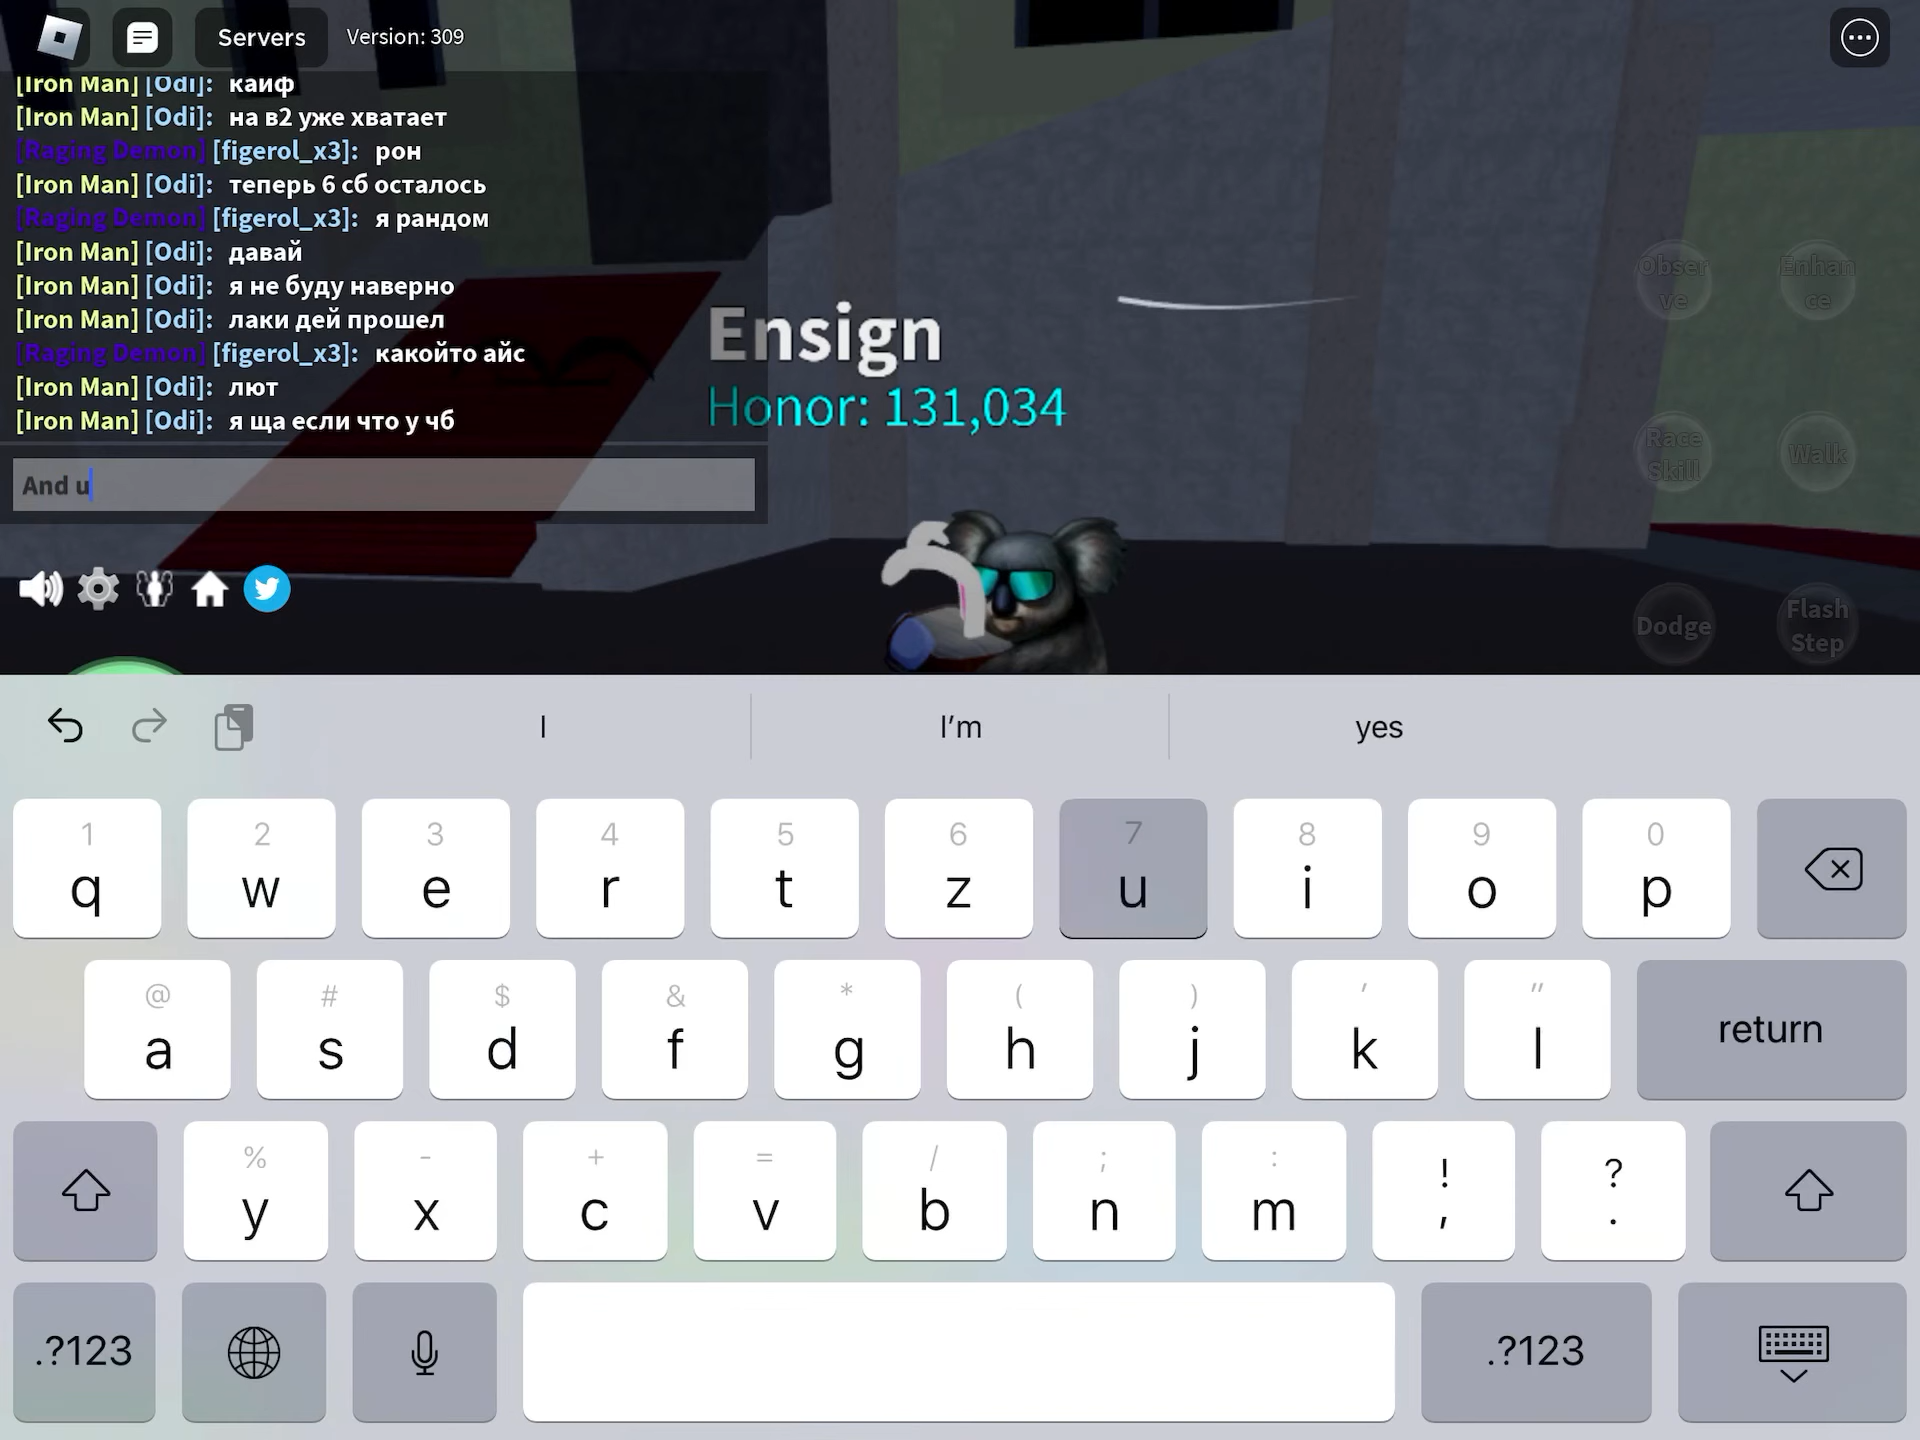 Servers Version: 309
[Iron Man] [Odi]: каиф
[Iron Man] [Odi]: на в2 уже хватает
[Raging Demon] [figerol_x3]: рон
[Iron Man] [Odi]: теперь 6 сб осталось
[Raging Demon] [figerol_x3]: я рандом
[Iron Man] [Odi]: давай
[Iron Man] [Odi]: я не буду наверно
[Iron Man] [Odi]: лаки дей прошел
[Raging Demon] [figerol_x3]: какойто айс
[Iron Man] [Odi]: лют
[Iron Man] [Odi]: я ща если что у чб
And u
Ensign
Honor: 131,034
Obser
ve
Enhan
ce
Race
Skill
Walk
Dodge
Flash
Step
I I’m yes
1 2 3 4 5 6 7 8 9 0
q w e r t z u i o p
@ # $ & * ( ) ' "
a s d f g h j k l return
% - + = / ; : ! ?
y x c v b n m , .
.?123 .?123